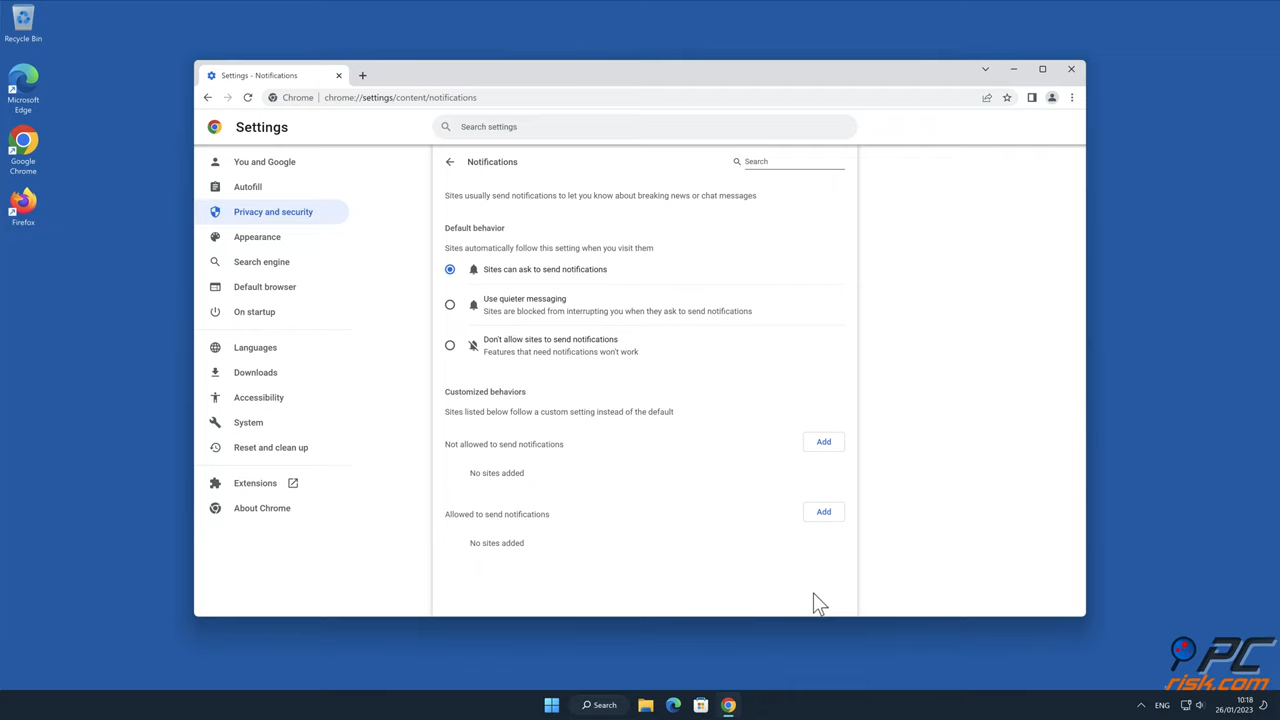 Recycle Bin
Microsoft
Edge
Google
Chrome
Firefox
Settings - Notifications
Chrome | chrome://settings/content/notifications
Settings
Search settings
You and Google
Autofill
Privacy and security
Appearance
Search engine
Default browser
On startup
Languages
Downloads
Accessibility
System
Reset and clean up
Extensions
About Chrome
Notifications
Search
Sites usually send notifications to let you know about breaking news or chat messages
Default behavior
Sites automatically follow this setting when you visit them
Sites can ask to send notifications
Use quieter messaging
Sites are blocked from interrupting you when they ask to send notifications
Don't allow sites to send notifications
Features that need notifications won't work
Customized behaviors
Sites listed below follow a custom setting instead of the default
Not allowed to send notifications
Add
No sites added
Allowed to send notifications
Add
No sites added
PC
risk.com
Search
ENG
10:18
26/01/2023